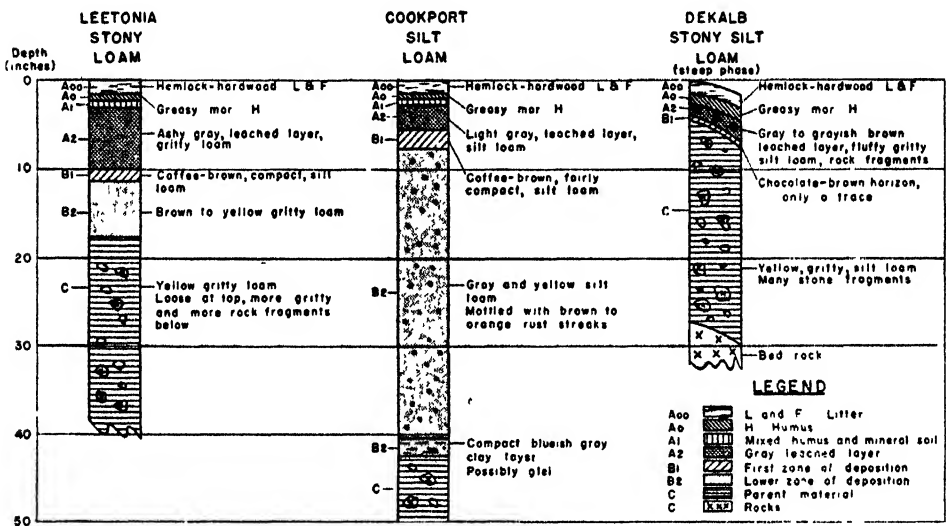 LEETONIA
STONY
LOAM
COOKPORT
SILT
LOAM
DEKALB
STONY SILT
LOAM
(steep phase)
Depth
(inches)
0
10
20
30
40
50
Aoo
Ao
A1
A2
B1
B2
C
Hemlock-hardwood L & F
Greasy mor H
Ashy gray, leached layer,
gritty loam
Coffee-brown, compact, silt
loam
Brown to yellow gritty loam
Yellow gritty loam
Loose at top, more gritty
and more rock fragments
below
Aoo
Ao
A1
A2
B1
B2
B2
C
Hemlock-hardwood L & F
Greasy mor H
Light gray, leached layer,
silt loam
Coffee-brown, fairly
compact, silt loam
Gray and yellow silt
loam
Mottled with brown to
orange rust streaks
Compact blueish gray
clay layer
Possibly glei
Aoo
Ao
A2
B1
C
Hemlock-hardwood L & F
Greasy mor H
Gray to grayish brown
leached layer, fluffy gritty
silt loam, rock fragments
Chocolate-brown horizon,
only a trace
Yellow, gritty, silt loam
Many stone fragments
Bed rock
LEGEND
Aoo L and F Litter
Ao H Humus
A1 Mixed humus and mineral soil
A2 Gray leached layer
B1 First zone of deposition
B2 Lower zone of deposition
C Parent material
Rocks